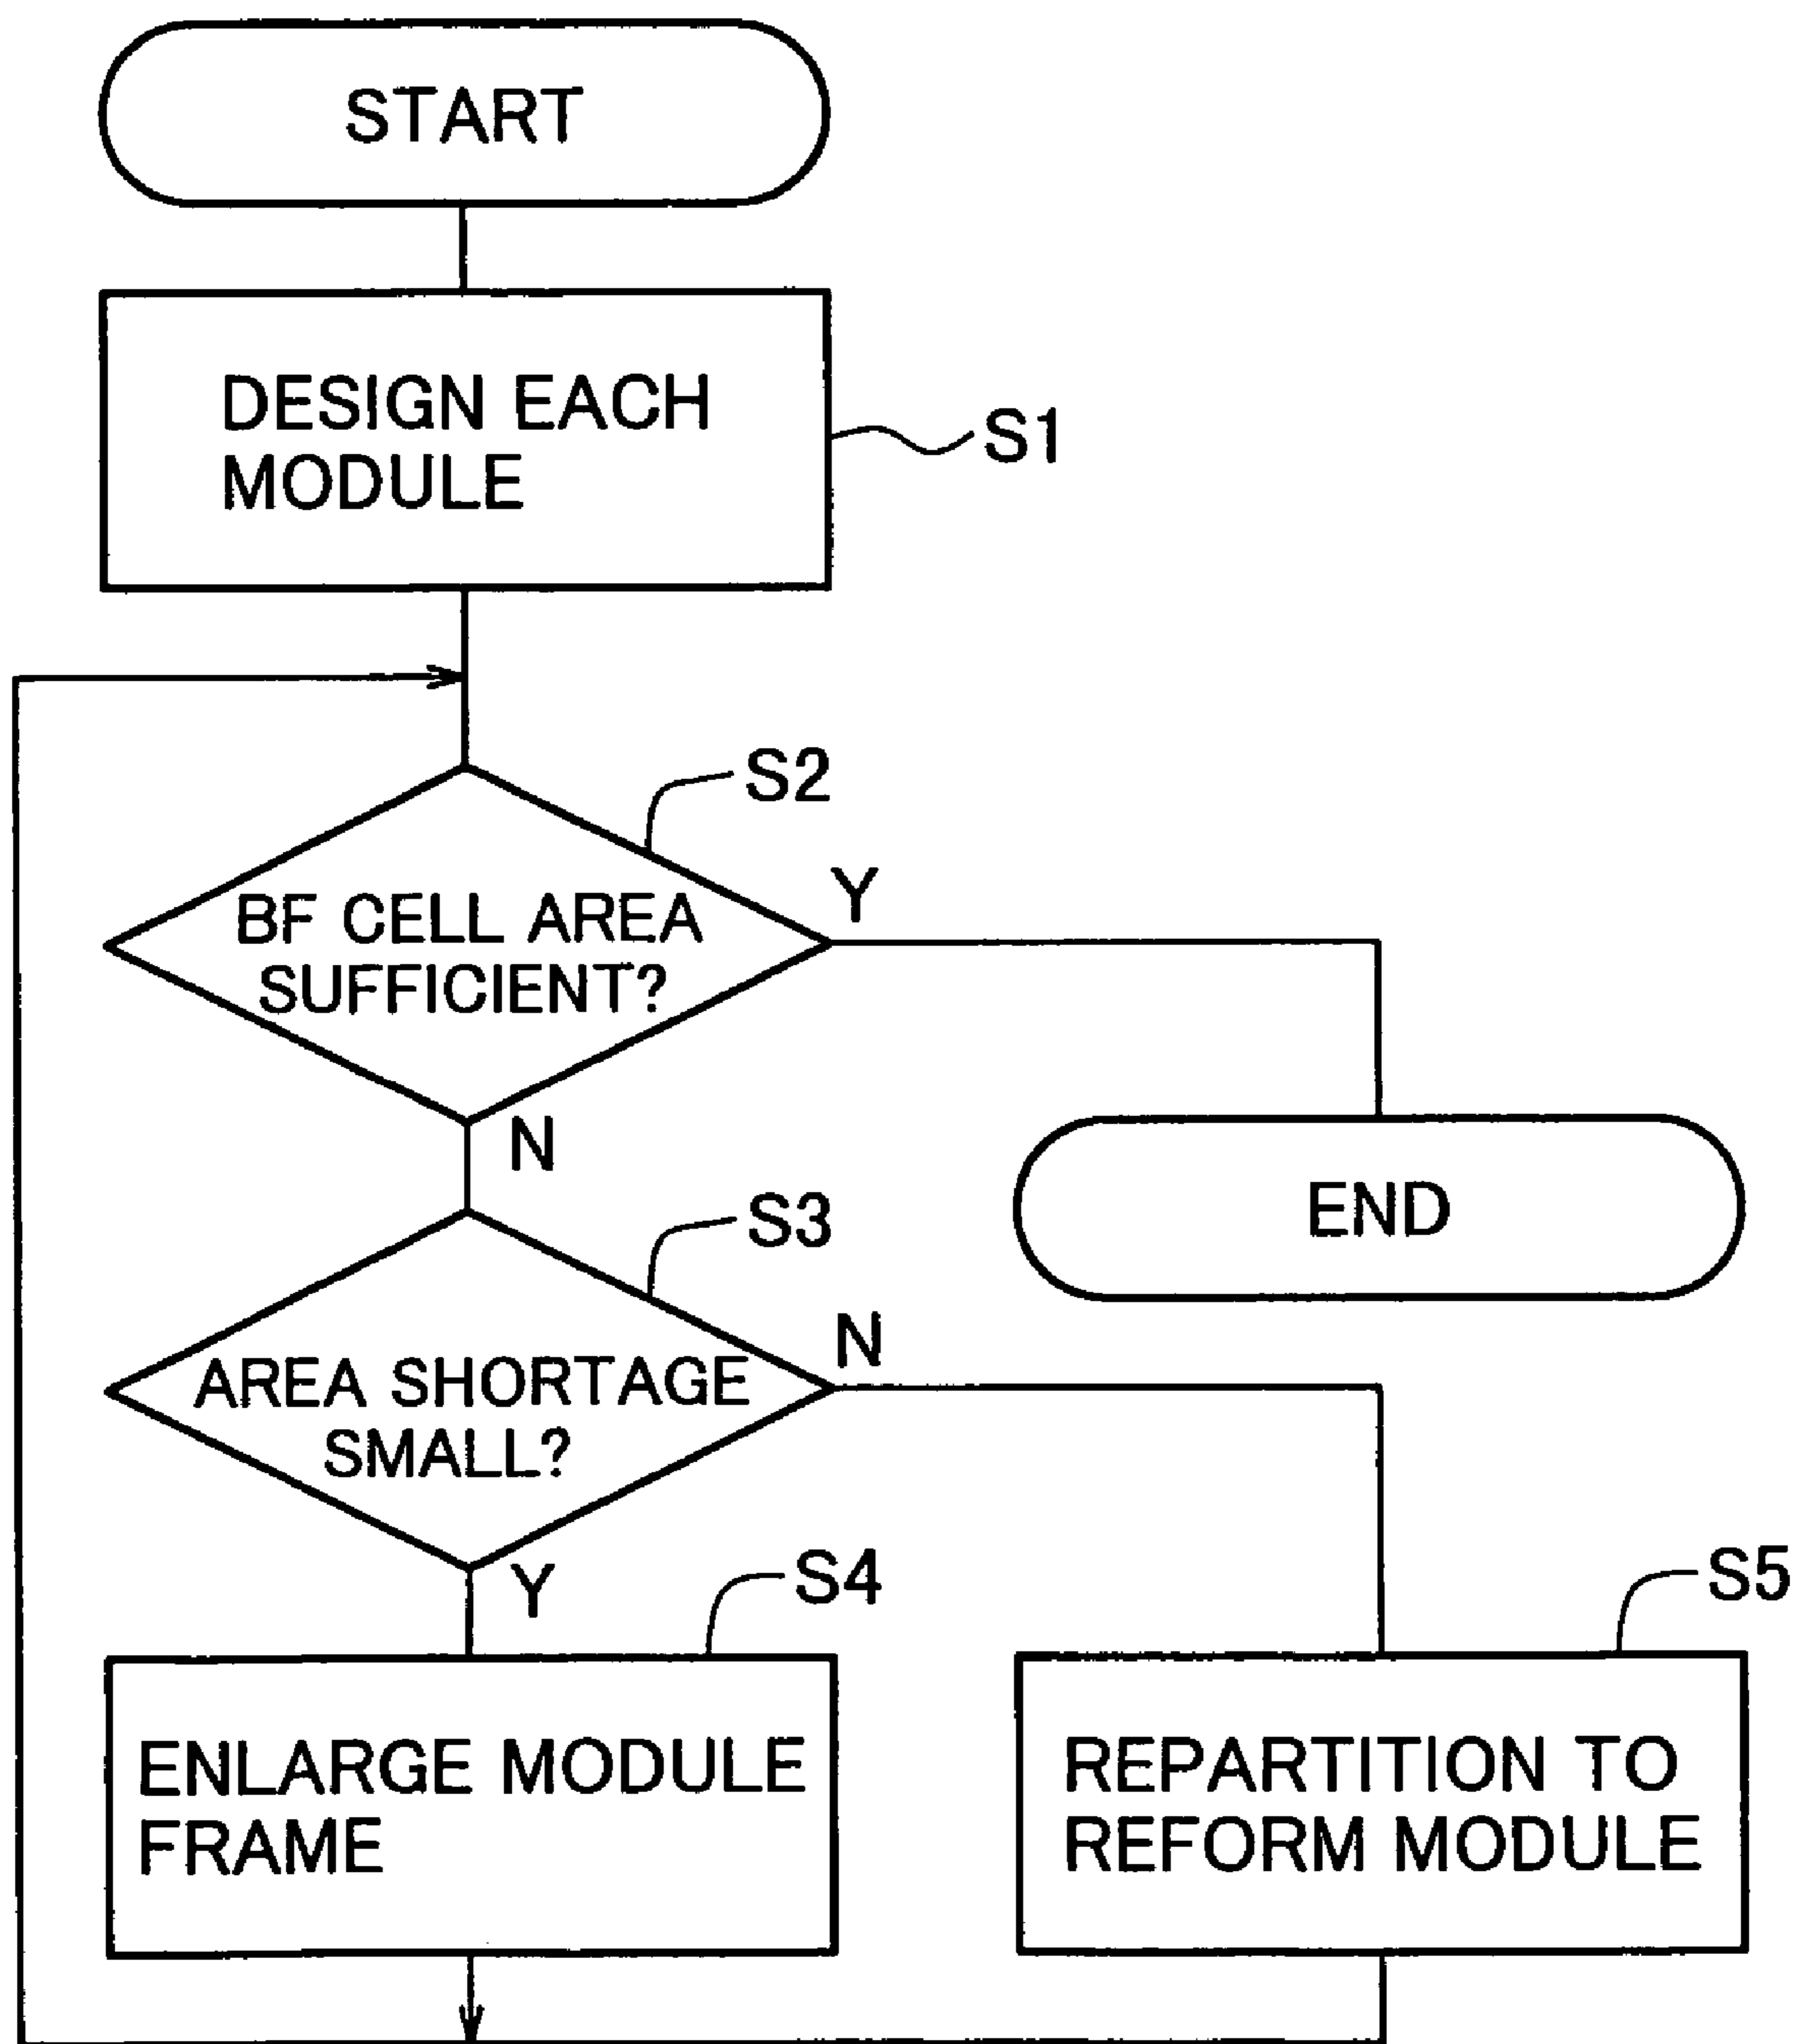 START
DESIGN EACH
MODULE
S1
S2
BF CELL AREA
SUFFICIENT?
Y
N
END
S3
AREA SHORTAGE
SMALL?
N
Y
S4
ENLARGE MODULE
FRAME
S5
REPARTITION TO
REFORM MODULE